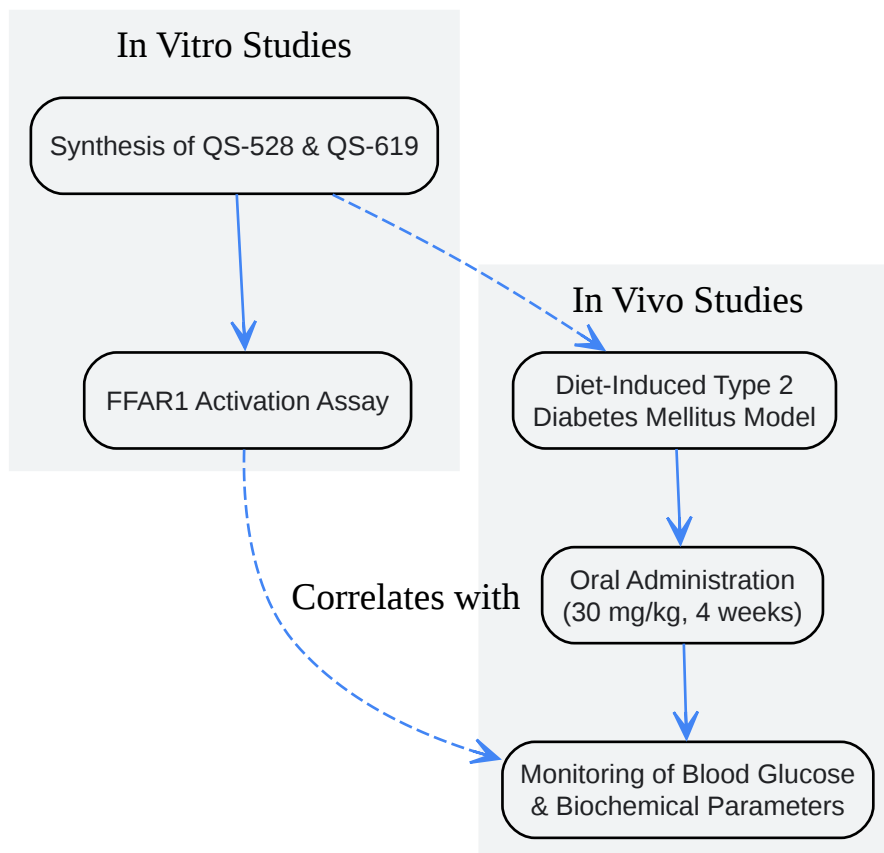 In Vitro Studies
Synthesis of QS-528 & QS-619
FFAR1 Activation Assay
In Vivo Studies
Diet-Induced Type 2
Diabetes Mellitus Model
Oral Administration
(30 mg/kg, 4 weeks)
Correlates with
Monitoring of Blood Glucose
& Biochemical Parameters